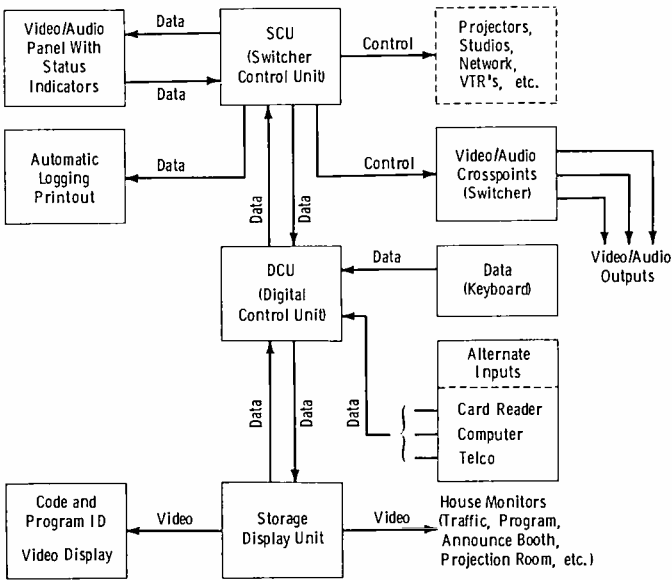 Video/Audio
Panel With
Status
Indicators
Data
Data
SCU
(Switcher
Control Unit)
Control
Projectors,
Studios,
Network,
VTR's, etc.
Automatic
Logging
Printout
Data
Control
Video/Audio
Crosspoints
(Switcher)
Data
Data
Video/Audio
Outputs
DCU
(Digital
Control Unit)
Data
Data
(Keyboard)
Alternate
Inputs
Card Reader
Computer
Telco
Data
Data
Data
Code and
Program ID
Video Display
Video
Storage
Display Unit
Video
House Monitors
(Traffic, Program,
Announce Booth,
Projection Room, etc.)